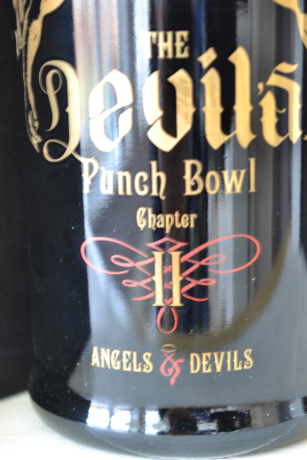 THE
Devil's
Punch Bowl
Chapter
II
ANGELS & DEVILS